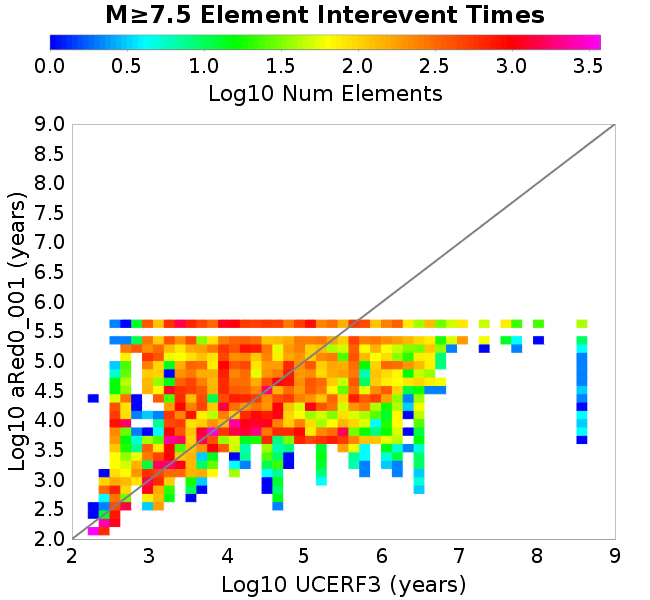 M≥7.5 Element Interevent Times
0.0 0.5 1.0 1.5 2.0 2.5 3.0 3.5
Log10 Num Elements
9.0
8.5
8.0
7.5
7.0
6.5
6.0
5.5
5.0
4.5
4.0
3.5
3.0
2.5
2.0
Log10 aRed0_001 (years)
2 3 4 5 6 7 8 9
Log10 UCERF3 (years)